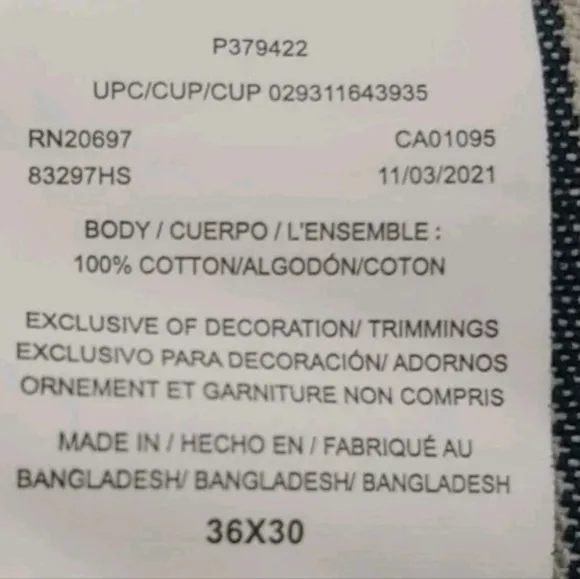 P379422
UPC/CUP/CUP 029311643935
RN20697 CA01095
83297HS 11/03/2021
BODY / CUERPO / L'ENSEMBLE :
100% COTTON/ALGODÓN/COTON
EXCLUSIVE OF DECORATION/ TRIMMINGS
EXCLUSIVO PARA DECORACIÓN/ ADORNOS
ORNEMENT ET GARNITURE NON COMPRIS
MADE IN / HECHO EN / FABRIQUÉ AU
BANGLADESH/ BANGLADESH/ BANGLADESH
36X30